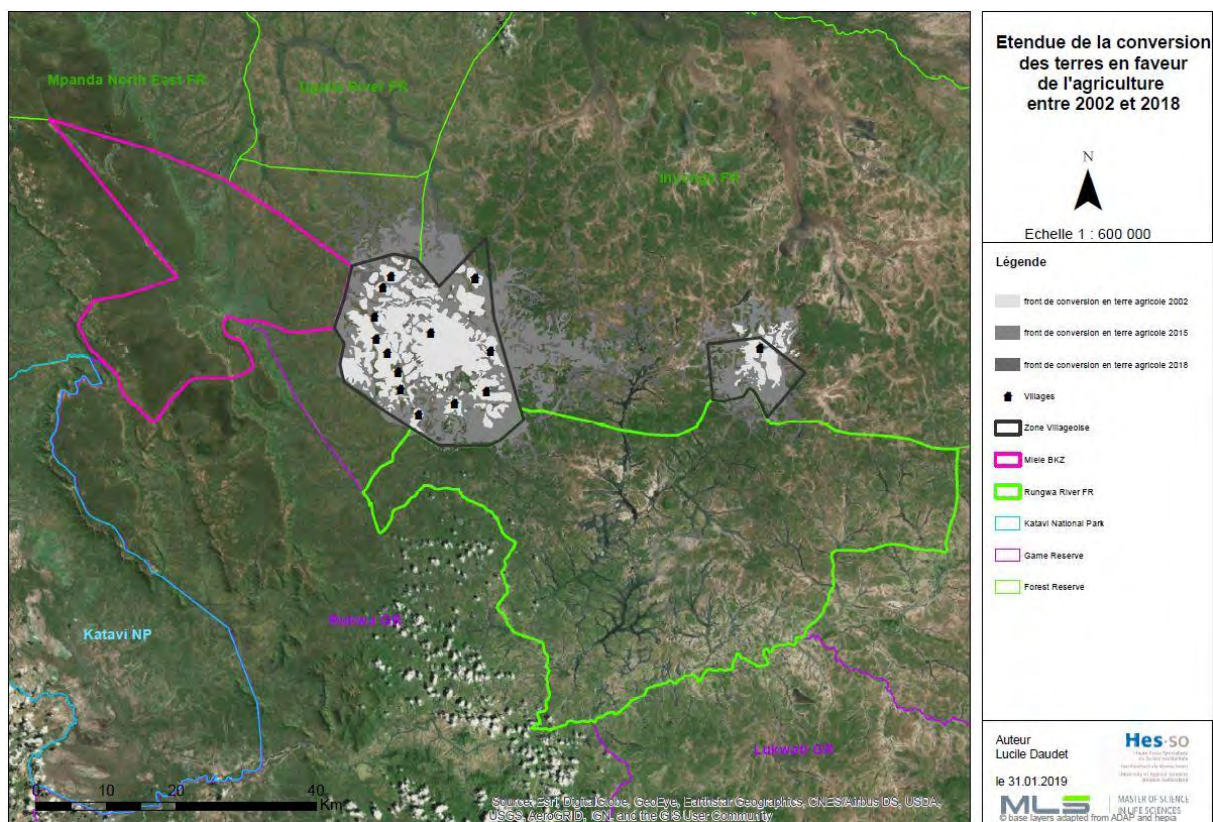 Mpanda North East FR
Ugalla River FR
Inyonga FR
Rukwa GR
Katavi NP
Lukwati GR
0 5 10 20 30 40
Km
Source: Esri, DigitalGlobe, GeoEye, Earthstar Geographics, CNES/Airbus DS, USDA,
USGS, AeroGRID, IGN, and the GIS User Community
Etendue de la conversion
des terres en faveur
de l'agriculture
entre 2002 et 2018
N
Echelle 1 : 600 000
Légende
front de conversion en terre agricole 2002
front de conversion en terre agricole 2015
front de conversion en terre agricole 2018
Villages
Zone Villageoise
Mlele BKZ
Rungwa River FR
Katavi National Park
Game Reserve
Forest Reserve
Auteur
Lucile Daudet
le 31.01.2019
Hes·so
MLS
MASTER OF SCIENCE
IN LIFE SCIENCES
© base layers adapted from ADAP and hepia